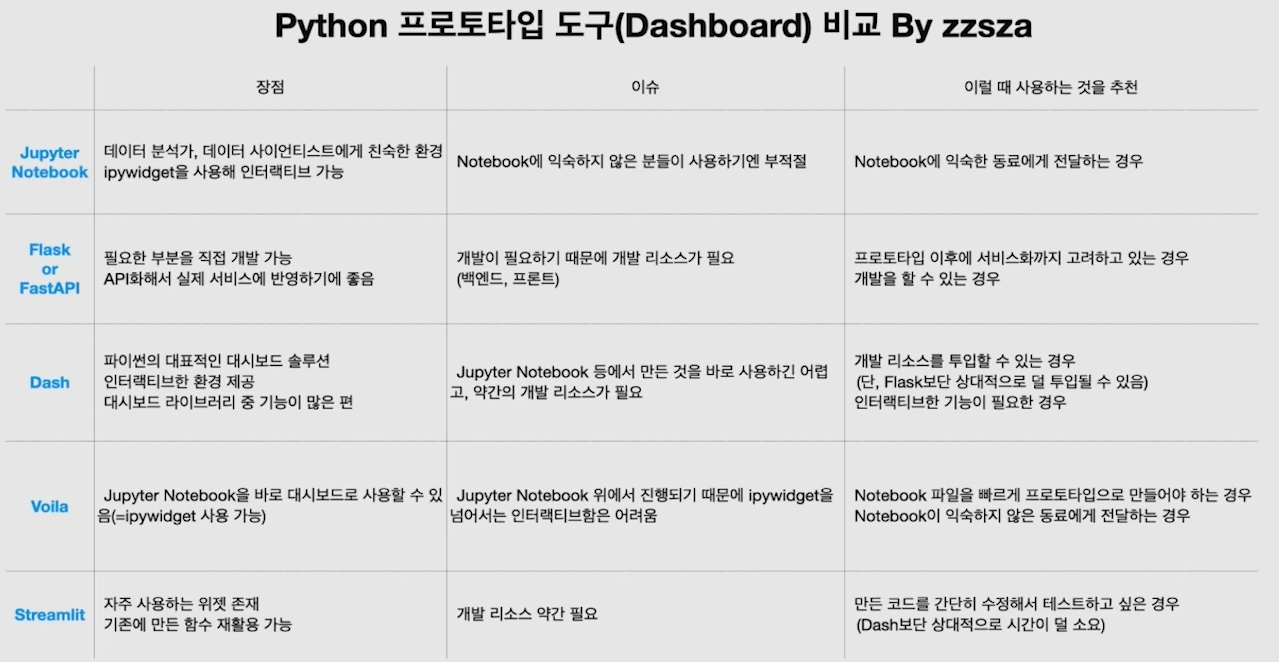 Python 프로토타입 도구(Dashboard) 비교 By zzsza
장점
이슈
이럴 때 사용하는 것을 추천
Jupyter
Notebook
데이터 분석가, 데이터 사이언티스트에게 친숙한 환경
ipywidget을 사용해 인터랙티브 가능
Notebook에 익숙하지 않은 분들이 사용하기엔 부적절
Notebook에 익숙한 동료에게 전달하는 경우
Flask
or
FastAPI
필요한 부분을 직접 개발 가능
API화해서 실제 서비스에 반영하기에 좋음
개발이 필요하기 때문에 개발 리소스가 필요
(백엔드, 프론트)
프로토타입 이후에 서비스화까지 고려하고 있는 경우
개발을 할 수 있는 경우
Dash
파이썬의 대표적인 대시보드 솔루션
인터랙티브한 환경 제공
대시보드 라이브러리 중 기능이 많은 편
Jupyter Notebook 등에서 만든 것을 바로 사용하긴 어렵
고, 약간의 개발 리소스가 필요
개발 리소스를 투입할 수 있는 경우
(단, Flask보단 상대적으로 덜 투입될 수 있음)
인터랙티브한 기능이 필요한 경우
Voila
Jupyter Notebook을 바로 대시보드로 사용할 수 있
음(=ipywidget 사용 가능)
Jupyter Notebook 위에서 진행되기 때문에 ipywidget을
넘어서는 인터랙티브함은 어려움
Notebook 파일을 빠르게 프로토타입으로 만들어야 하는 경우
Notebook이 익숙하지 않은 동료에게 전달하는 경우
Streamlit
자주 사용하는 위젯 존재
기존에 만든 함수 재활용 가능
개발 리소스 약간 필요
만든 코드를 간단히 수정해서 테스트하고 싶은 경우
(Dash보단 상대적으로 시간이 덜 소요)